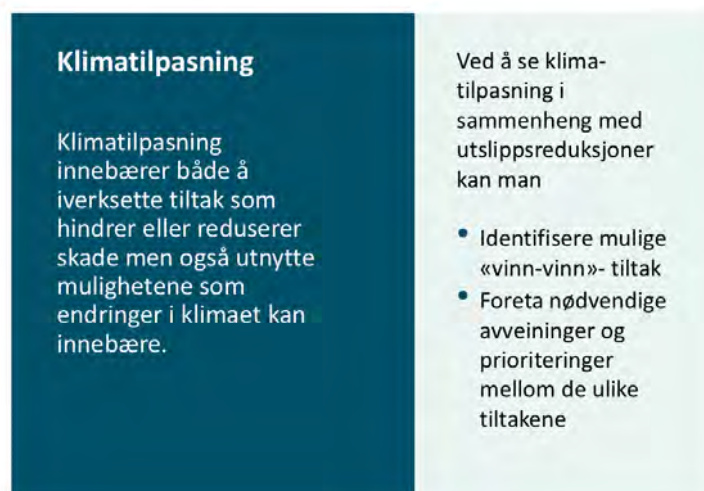 Klimatilpasning
Klimatilpasning
innebærer både å
iverksette tiltak som
hindrer eller reduserer
skade men også utnytte
mulighetene som
endringer i klimaet kan
innebære.
Ved å se klima-
tilpasning i
sammenheng med
utslippsreduksjoner
kan man
• Identifisere mulige
«vinn-vinn»- tiltak
• Foreta nødvendige
avveininger og
prioriteringer
mellom de ulike
tiltakene